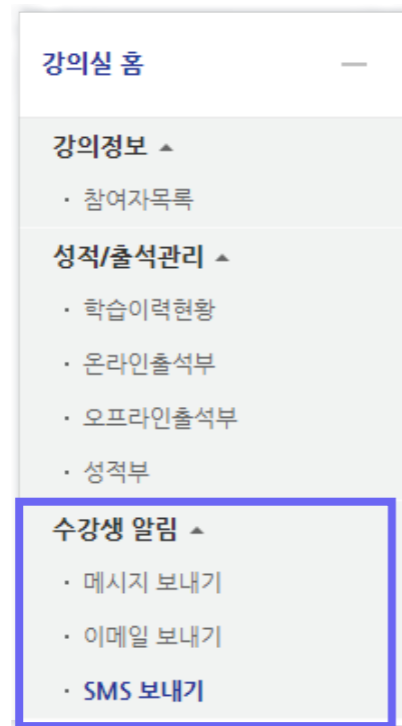 강의실 홈
강의정보
· 참여자목록
성적/출석관리
· 학습이력현황
· 온라인출석부
· 오프라인출석부
· 성적부
수강생 알림
· 메시지 보내기
· 이메일 보내기
· SMS 보내기